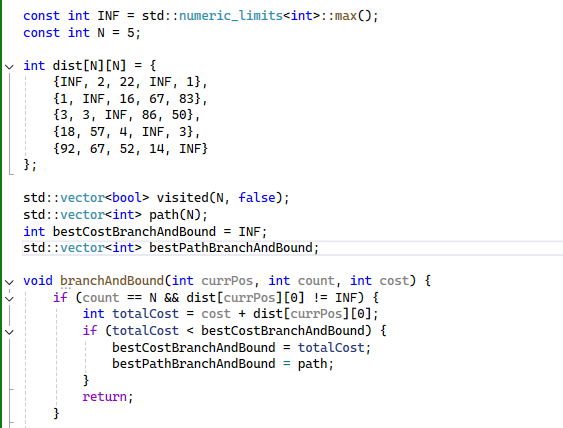 const int INF = std::numeric_limits<int>::max();
const int N = 5;
int dist[N][N] = {
{INF, 2, 22, INF, 1},
{1, INF, 16, 67, 83},
{3, 3, INF, 86, 50},
{18, 57, 4, INF, 3},
{92, 67, 52, 14, INF}
};
std::vector<bool> visited(N, false);
std::vector<int> path(N);
int bestCostBranchAndBound = INF;
std::vector<int> bestPathBranchAndBound;
void branchAndBound(int currPos, int count, int cost) {
if (count == N && dist[currPos][0] != INF) {
int totalCost = cost + dist[currPos][0];
if (totalCost < bestCostBranchAndBound) {
bestCostBranchAndBound = totalCost;
bestPathBranchAndBound = path;
}
return;
}